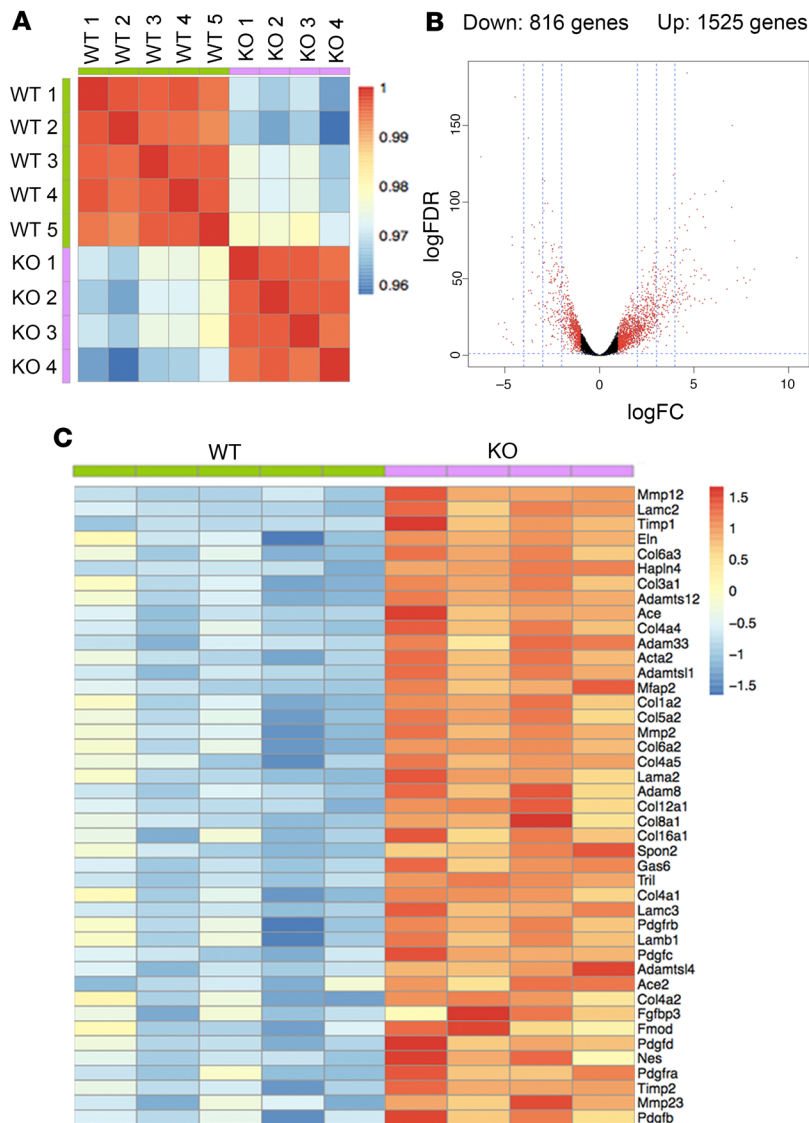 A
WT 1
WT 2
WT 3
WT 4
WT 5
KO 1
KO 2
KO 3
KO 4
WT 1
WT 2
WT 3
WT 4
WT 5
KO 1
KO 2
KO 3
KO 4
1
0.99
0.98
0.97
0.96
B
Down: 816 genes Up: 1525 genes
logFDR
150
100
50
0
−5 0 5 10
logFC
C
WT KO
Mmp12
Lamc2
Timp1
Eln
Col6a3
Hapln4
Col3a1
Adamts12
Ace
Col4a4
Adam33
Acta2
Adamtsl1
Mfap2
Col1a2
Col5a2
Mmp2
Col6a2
Col4a5
Lama2
Adam8
Col12a1
Col8a1
Col16a1
Spon2
Gas6
Tril
Col4a1
Lamc3
Pdgfrb
Lamb1
Pdgfc
Adamtsl4
Ace2
Col4a2
Fgfbp3
Fmod
Pdgfd
Nes
Pdgfra
Timp2
Mmp23
Pdgfb
1.5
1
0.5
0
−0.5
−1
−1.5